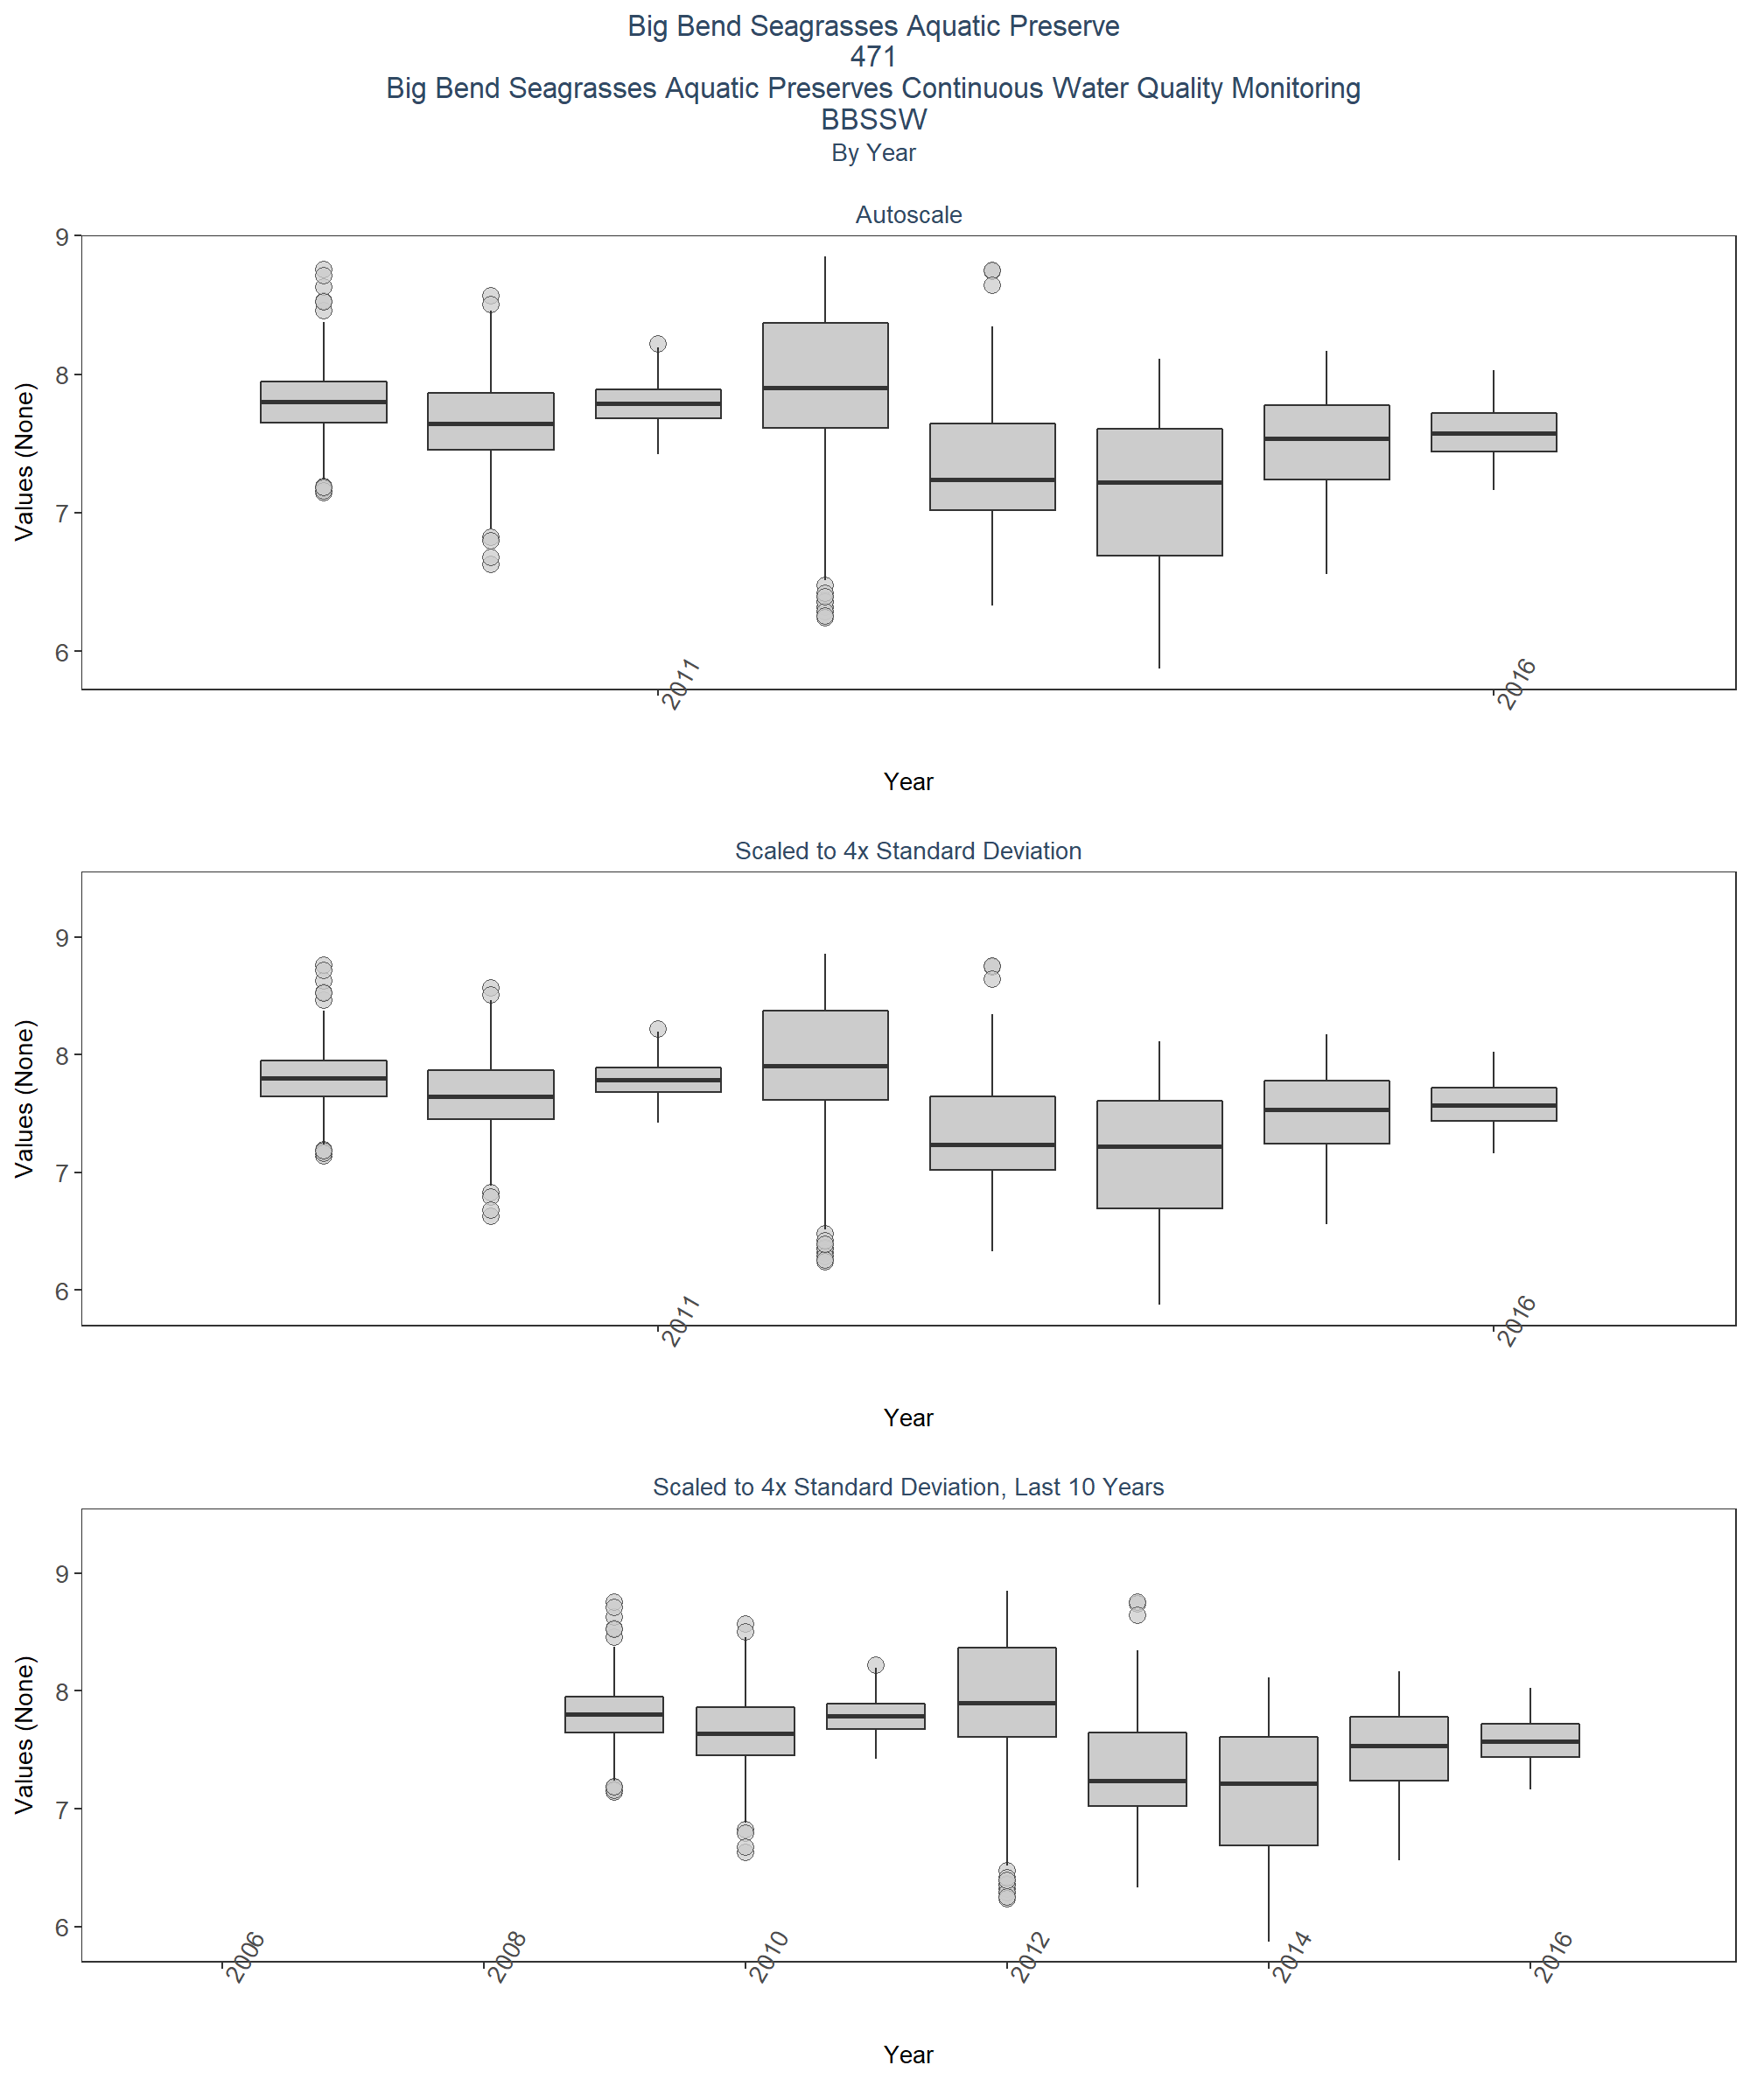 Big Bend Seagrasses Aquatic Preserve
471
Big Bend Seagrasses Aquatic Preserves Continuous Water Quality Monitoring
BBSSW
By Year
Autoscale
Values (None)
9
8
7
6
2011
2016
Year
Scaled to 4x Standard Deviation
Values (None)
9
8
7
6
2011
2016
Year
Scaled to 4x Standard Deviation, Last 10 Years
Values (None)
9
8
7
6
2006
2008
2010
2012
2014
2016
Year